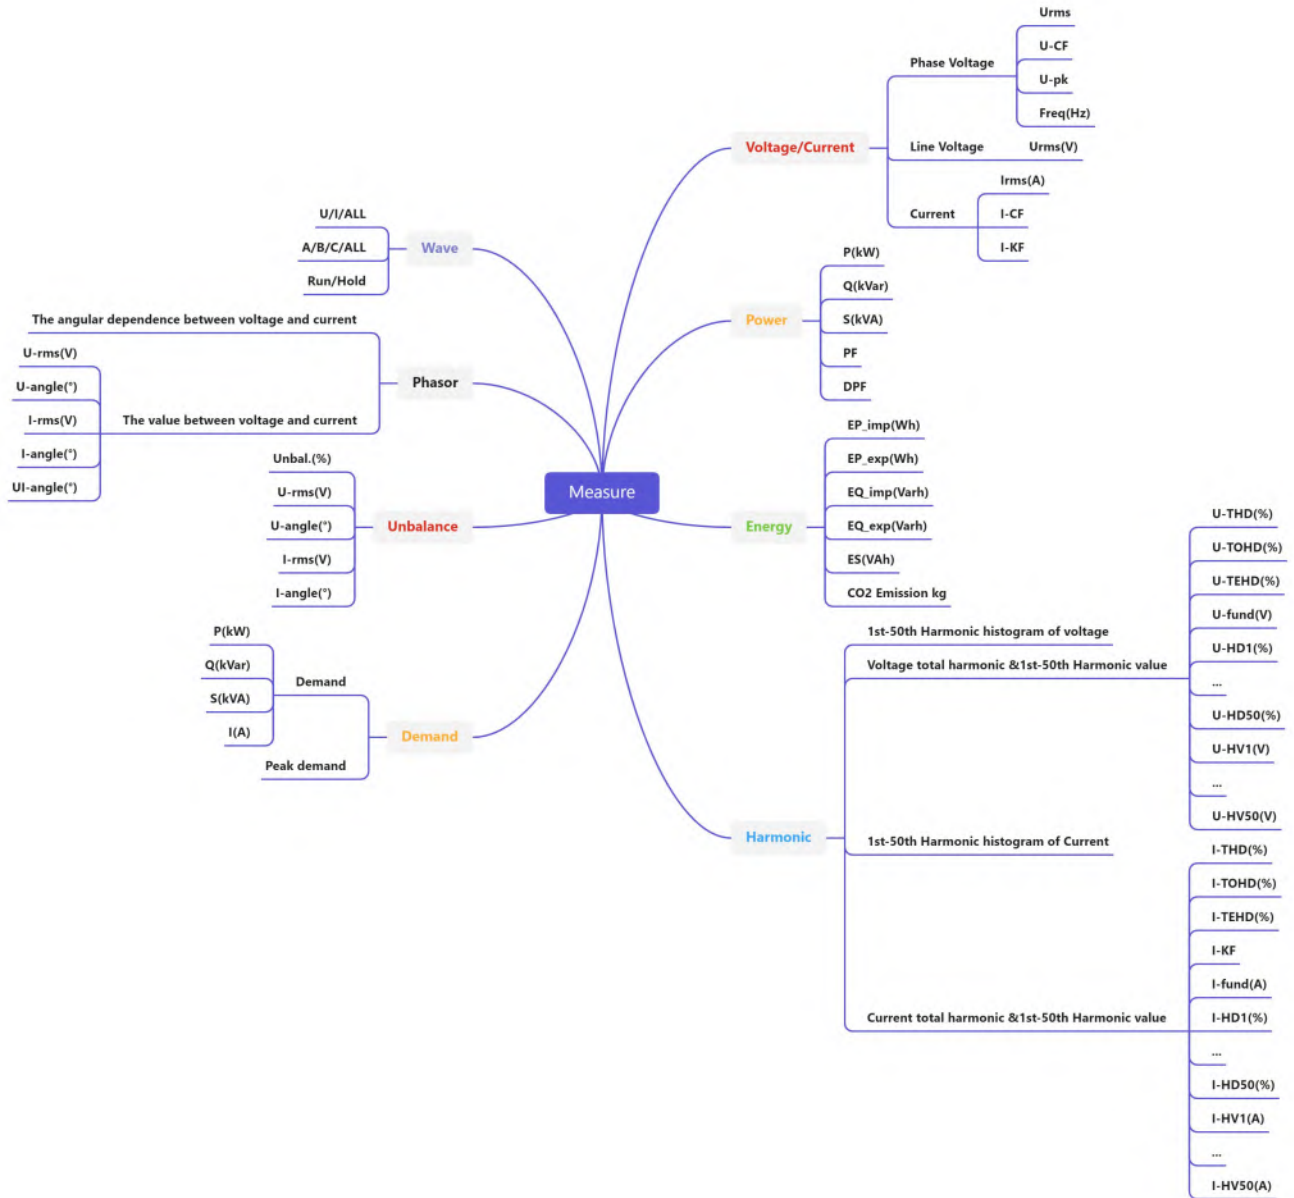 Measure
Voltage/Current
Phase Voltage
Urms
U-CF
U-pk
Freq(Hz)
Line Voltage
Urms(V)
Current
Irms(A)
I-CF
I-KF
Power
P(kW)
Q(kVar)
S(kVA)
PF
DPF
Energy
EP_imp(Wh)
EP_exp(Wh)
EQ_imp(Varh)
EQ_exp(Varh)
ES(VAh)
CO2 Emission kg
Harmonic
1st-50th Harmonic histogram of voltage
Voltage total harmonic &1st-50th Harmonic value
U-THD(%)
U-TOHD(%)
U-TEHD(%)
U-fund(V)
U-HD1(%)
...
U-HD50(%)
U-HV1(V)
...
U-HV50(V)
1st-50th Harmonic histogram of Current
Current total harmonic &1st-50th Harmonic value
I-THD(%)
I-TOHD(%)
I-TEHD(%)
I-KF
I-fund(A)
I-HD1(%)
...
I-HD50(%)
I-HV1(A)
...
I-HV50(A)
Wave
U/I/ALL
A/B/C/ALL
Run/Hold
Phasor
The angular dependence between voltage and current
The value between voltage and current
U-rms(V)
U-angle(°)
I-rms(V)
I-angle(°)
UI-angle(°)
Unbalance
Unbal.(%)
U-rms(V)
U-angle(°)
I-rms(V)
I-angle(°)
Demand
Demand
P(kW)
Q(kVar)
S(kVA)
I(A)
Peak demand